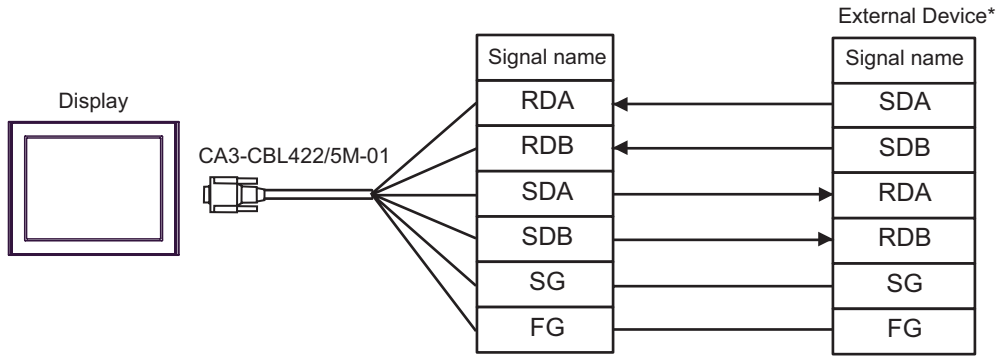 External Device*
Signal name
Signal name
Display
RDA
SDA
CA3-CBL422/5M-01
RDB
SDB
SDA
RDA
SDB
RDB
SG
SG
FG
FG